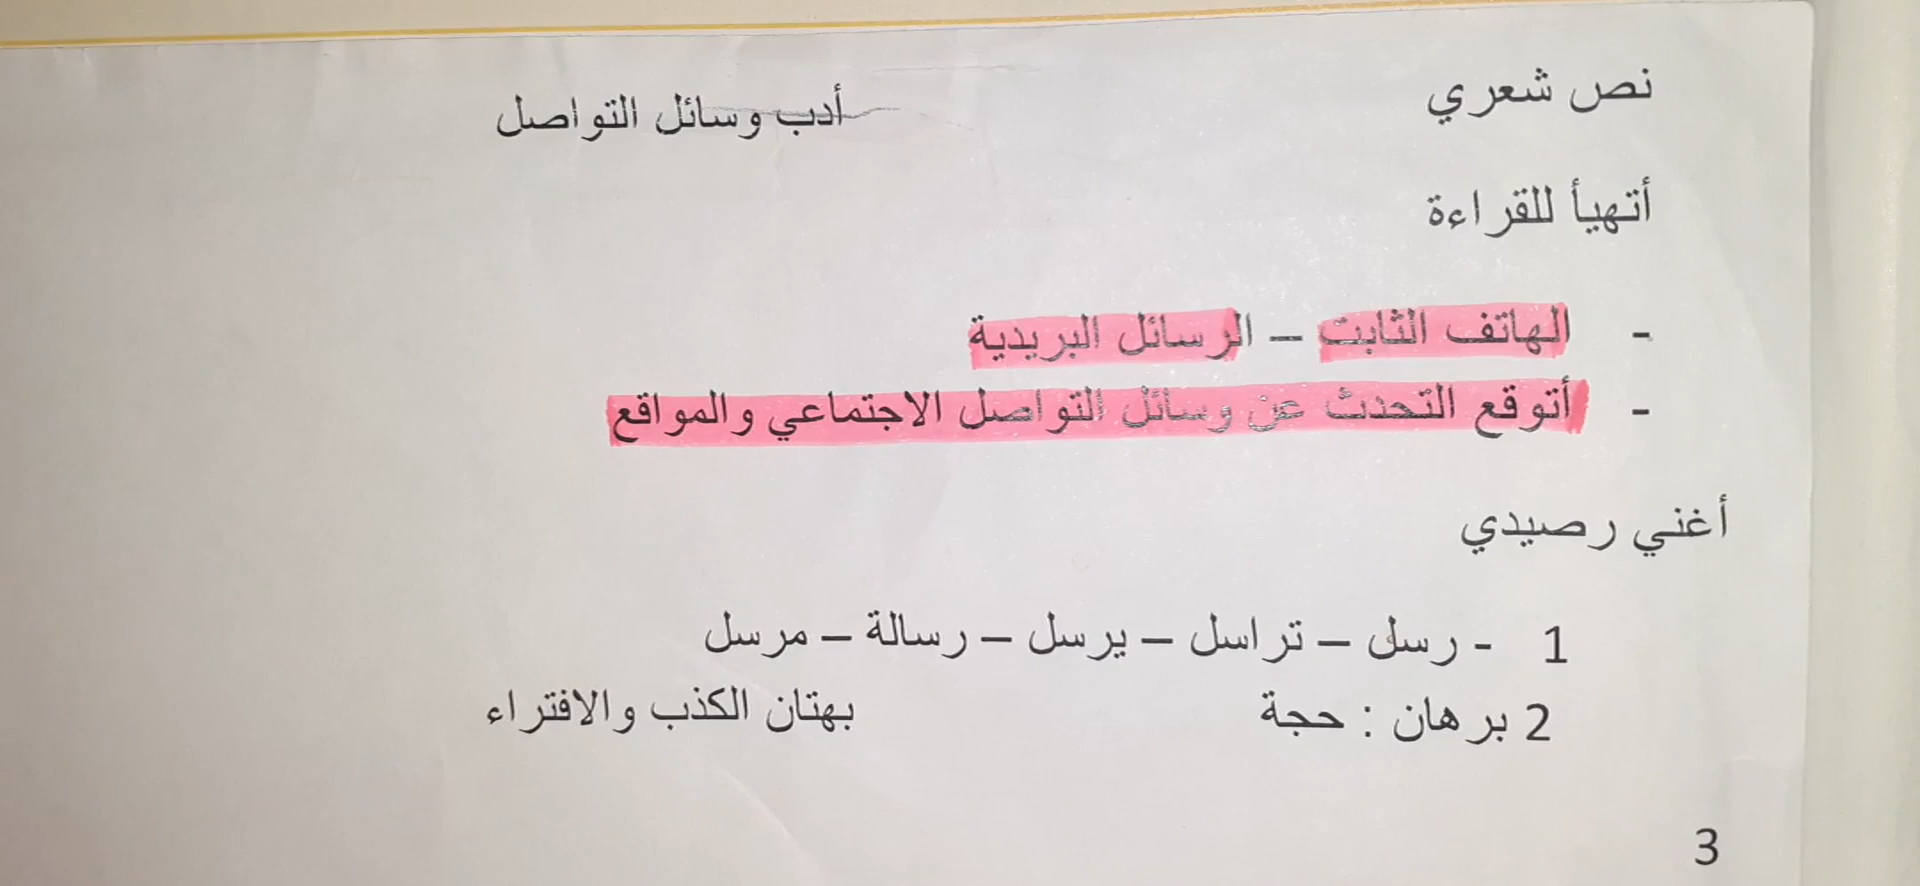 نص شعري أدب وسائل التواصل
أتهيأ للقراءة
- الهاتف الثابت – الرسائل البريدية
- أتوقع التحدث عن وسائل التواصل الاجتماعي والمواقع
أغني رصيدي
1 - رسل – تراسل – يرسل – رسالة – مرسل
2 برهان : حجة بهتان الكذب والافتراء
3